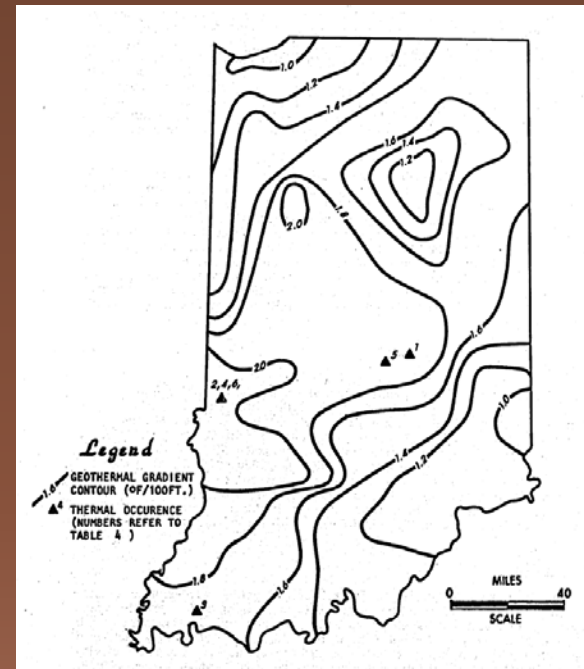 1.0
1.2
1.4
1.6
1.4
1.2
1.8
2.0
1.6
5
1
2.0
2,4,6,
1.0
1.4
1.2
Legend
1.6 GEOTHERMAL GRADIENT
CONTOUR (OF/100FT.)
4 THERMAL OCCURENCE
(NUMBERS REFER TO
TABLE 4 )
1.8
1.6
3
MILES
0 40
SCALE